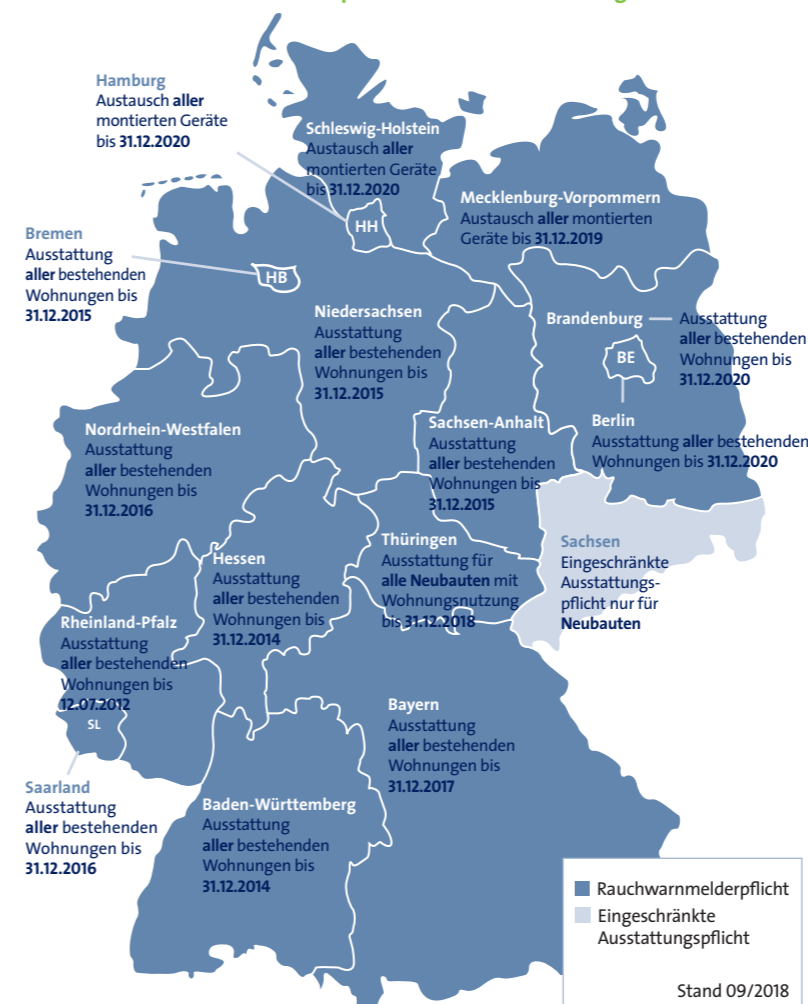 Hamburg
Austausch aller
montierten Geräte
bis 31.12.2020
Schleswig-Holstein
Austausch aller
montierten Geräte
bis 31.12.2020
Mecklenburg-Vorpommern
Austausch aller montierten
Geräte bis 31.12.2019
HH
Bremen
Ausstattung
aller bestehenden
Wohnungen bis
31.12.2015
HB
Niedersachsen
Ausstattung
aller bestehenden
Wohnungen bis
31.12.2015
Brandenburg
Ausstattung
aller bestehenden
Wohnungen bis
31.12.2020
BE
Berlin
Ausstattung aller bestehenden
Wohnungen bis 31.12.2020
Nordrhein-Westfalen
Ausstattung
aller bestehenden
Wohnungen bis
31.12.2016
Sachsen-Anhalt
Ausstattung
aller bestehenden
Wohnungen bis
31.12.2015
Hessen
Ausstattung
aller bestehenden
Wohnungen bis
31.12.2014
Thüringen
Ausstattung für
alle Neubauten mit
Wohnungsnutzung
bis 31.12.2018
Sachsen
Eingeschränkte
Ausstattungs-
pflicht nur für
Neubauten
Rheinland-Pfalz
Ausstattung
aller bestehenden
Wohnungen bis
12.07.2012
SL
Saarland
Ausstattung
aller bestehenden
Wohnungen bis
31.12.2016
Bayern
Ausstattung
aller bestehenden
Wohnungen bis
31.12.2017
Baden-Württemberg
Ausstattung
aller bestehenden
Wohnungen bis
31.12.2014
Rauchwarnmelderpflicht
Eingeschränkte
Ausstattungspflicht
Stand 09/2018